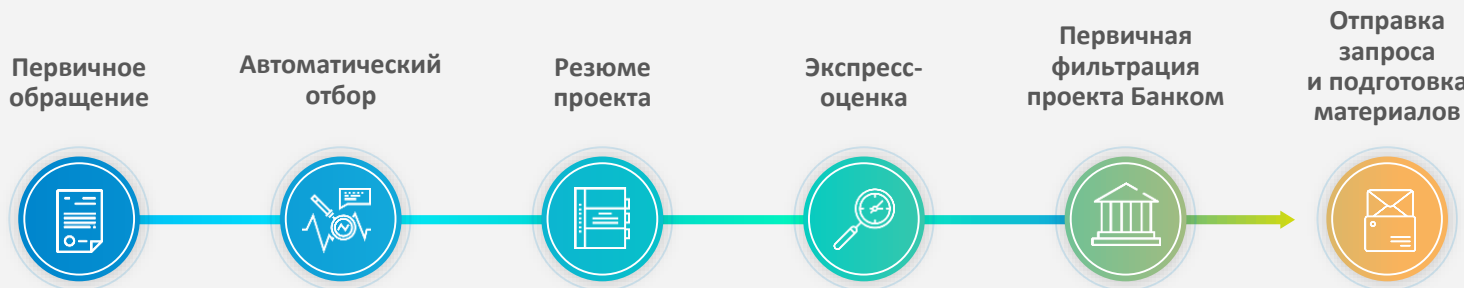 Первичное
обращение
Автоматический
отбор
Резюме
проекта
Экспресс-
оценка
Первичная
фильтрация
проекта Банком
Отправка
запроса
и подготовка
материалов